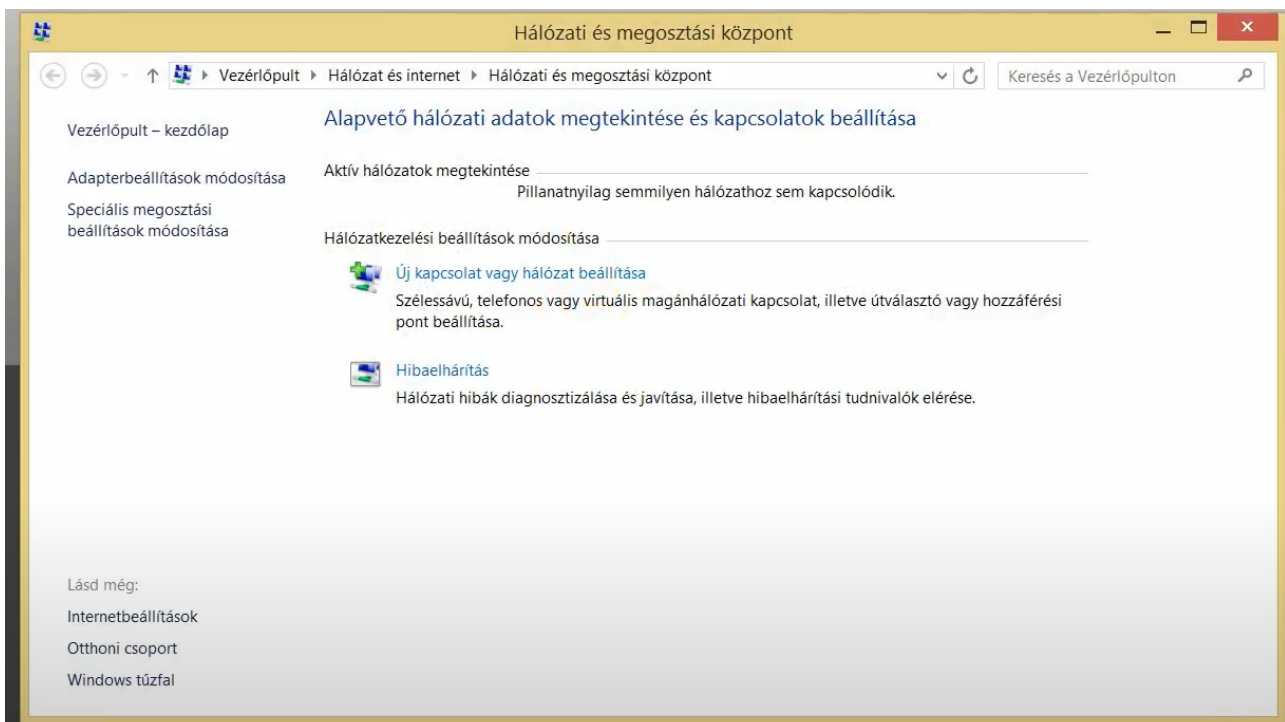 Hálózati és megosztási központ
Vezérlőpult Hálózat és internet Hálózati és megosztási központ
Keresés a Vezérlőpulton
Vezérlőpult – kezdőlap
Adapterbeállítások módosítása
Speciális megosztási
beállítások módosítása
Alapvető hálózati adatok megtekintése és kapcsolatok beállítása
Aktív hálózatok megtekintése
Pillanatnyilag semmilyen hálózathoz sem kapcsolódik.
Hálózatkezelési beállítások módosítása
Új kapcsolat vagy hálózat beállítása
Szélessávú, telefonos vagy virtuális magánhálózati kapcsolat, illetve útválasztó vagy hozzáférési
pont beállítása.
Hibaelhárítás
Hálózati hibák diagnosztizálása és javítása, illetve hibaelhárítási tudnivalók elérése.
Lásd még:
Internetbeállítások
Otthoni csoport
Windows tűzfal